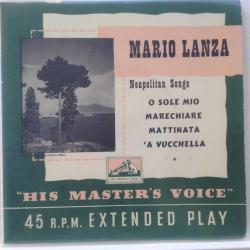 MARIO LANZA
Neapolitan Songs
O SOLE MIO
MARECHIARE
MATTINATA
'A VUCCHELLA
"HIS MASTER'S VOICE"
45 R.P.M. EXTENDED PLAY